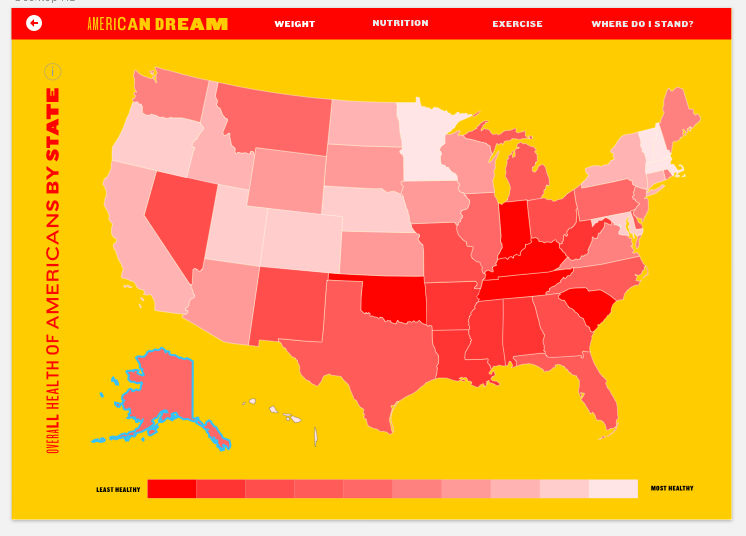 AMERICAN DREAM
WEIGHT
NUTRITION
EXERCISE
WHERE DO I STAND?
OVERALL HEALTH OF AMERICANS BY STATE
LEAST HEALTHY
MOST HEALTHY